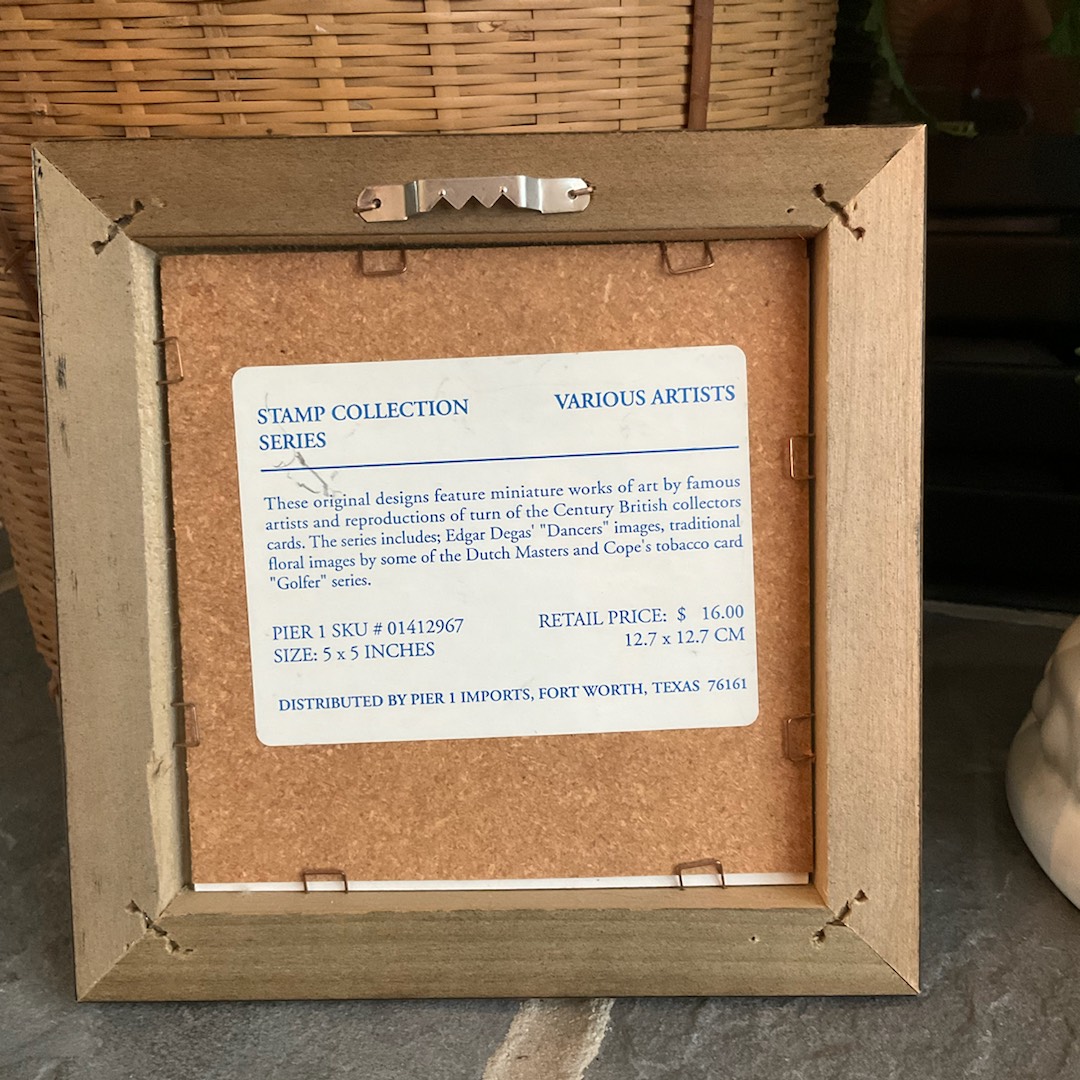 STAMP COLLECTION SERIES
VARIOUS ARTISTS
These original designs feature miniature works of art by famous
artists and reproductions of turn of the Century British collectors
cards. The series includes; Edgar Degas' "Dancers" images, traditional
floral images by some of the Dutch Masters and Cope's tobacco card
"Golfer" series.
PIER 1 SKU # 01412967
SIZE: 5 x 5 INCHES
RETAIL PRICE: $ 16.00
12.7 x 12.7 CM
DISTRIBUTED BY PIER 1 IMPORTS, FORT WORTH, TEXAS 76161